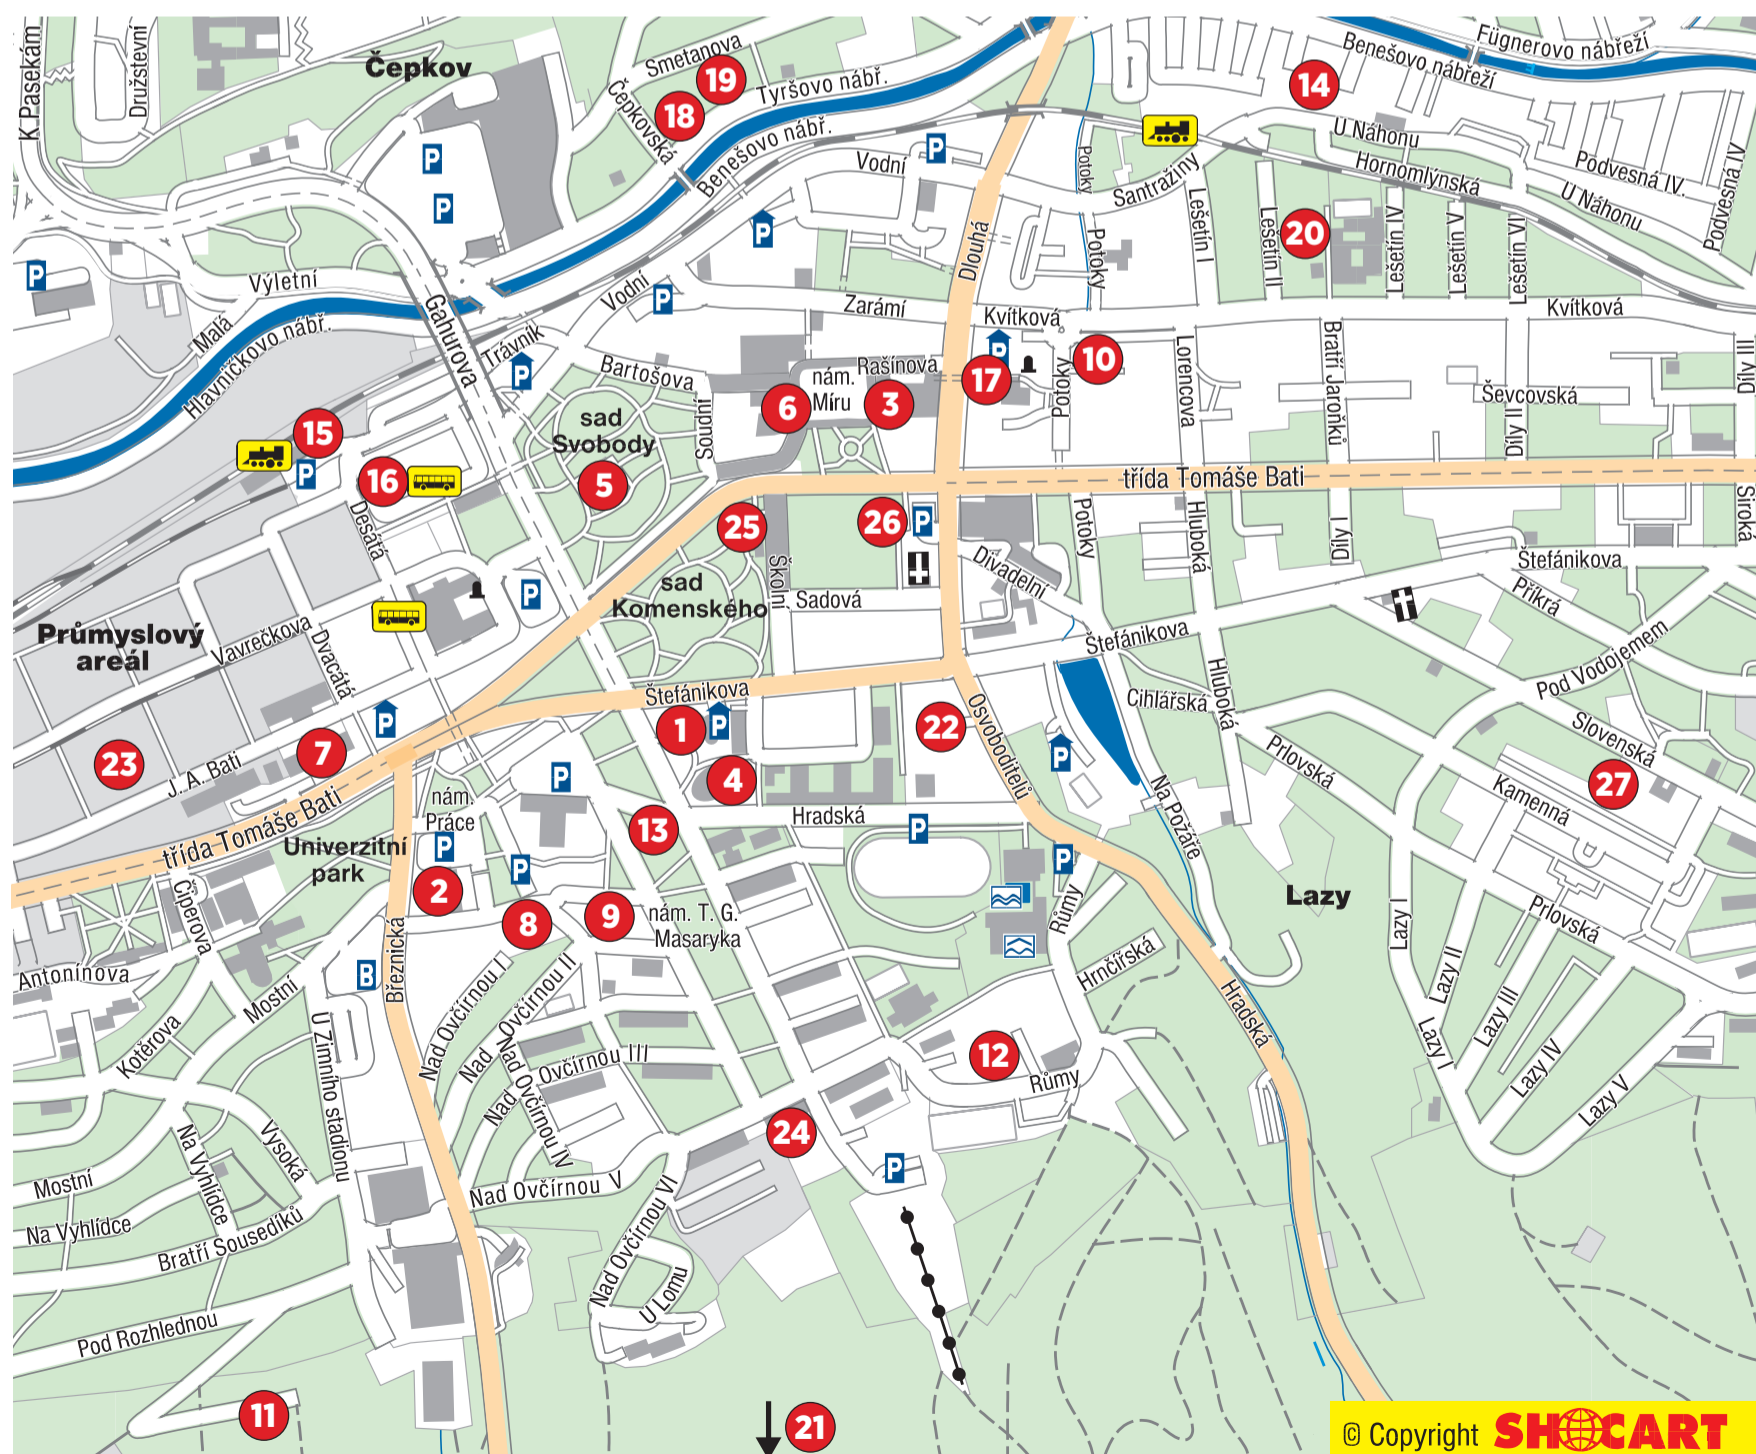 K Pasekám
Družstevní
Čepkov
Smetanova
19
18
Čepkovská
Tyršovo nábř.
Benešovo nábř.
Fügnerovo nábřeží
Benešovo nábřeží
14
U Náhonu
Podvesná IV.
Podvesná IV
Hornomlýnská
U Náhonu
P
P
P
P
P
Vodní
Vodní
Potoky
Santražiny
Lešetín I
Lešetín II
20
Lešetín IV
Lešetín V
Lešetín VI
Dlouhá
Potoky
Výletní
Malá
Hlavničkovo nábř.
Gahurova
Trávník
P
P
Zarámí
Kvítková
Kvítková
Bartošova
Soudní
nám.
Míru
Rašínova
6
3
17
P
10
Potoky
Lorencova
Bratří Jaroňků
Ševcovská
Díly II
Díly III
15
P
16
Desátá
sad
Svobody
5
třída Tomáše Bati
25
26
P
Potoky
Hluboká
Díly I
Široká
Školní
Divadelní
Štefánikova
Příkrá
sad
Komenského
Sadová
P
Průmyslový
areál
Vavrečkova
Dvacátá
Štefánikova
Hluboká
Cihlářská
Pod Vodojemem
Štefánikova
1
P
P
22
Osvoboditelů
P
Slovenská
Prlovská
23
J. A. Bati
7
4
27
Kamenná
třída Tomáše Bati
nám.
Práce
P
P
13
Hradská
P
Na Požáře
Univerzitní
park
P
P
Lazy
2
8
9
nám. T. G.
Masaryka
Růmy
Prlovská
Čiperova
Antonínova
Mostní
B
Březnická
Nad Ovčírnou I
Nad Ovčírnou II
Hrnčířská
Hradská
Lazy I
Lazy II
Lazy III
Lazy I
Lazy IV
Lazy V
Kotěrova
U Zimního stadionu
Nad Ovčírnou III
Nad Ovčírnou IV
12
Růmy
24
Vysoká
Na Vyhlídce
Mostní
Na Vyhlídce
Bratří Sousedíků
Nad Ovčírnou V
Nad Ovčírnou VI
P
U Lomu
Pod Rozhlednou
11
21
© Copyright SHOCART